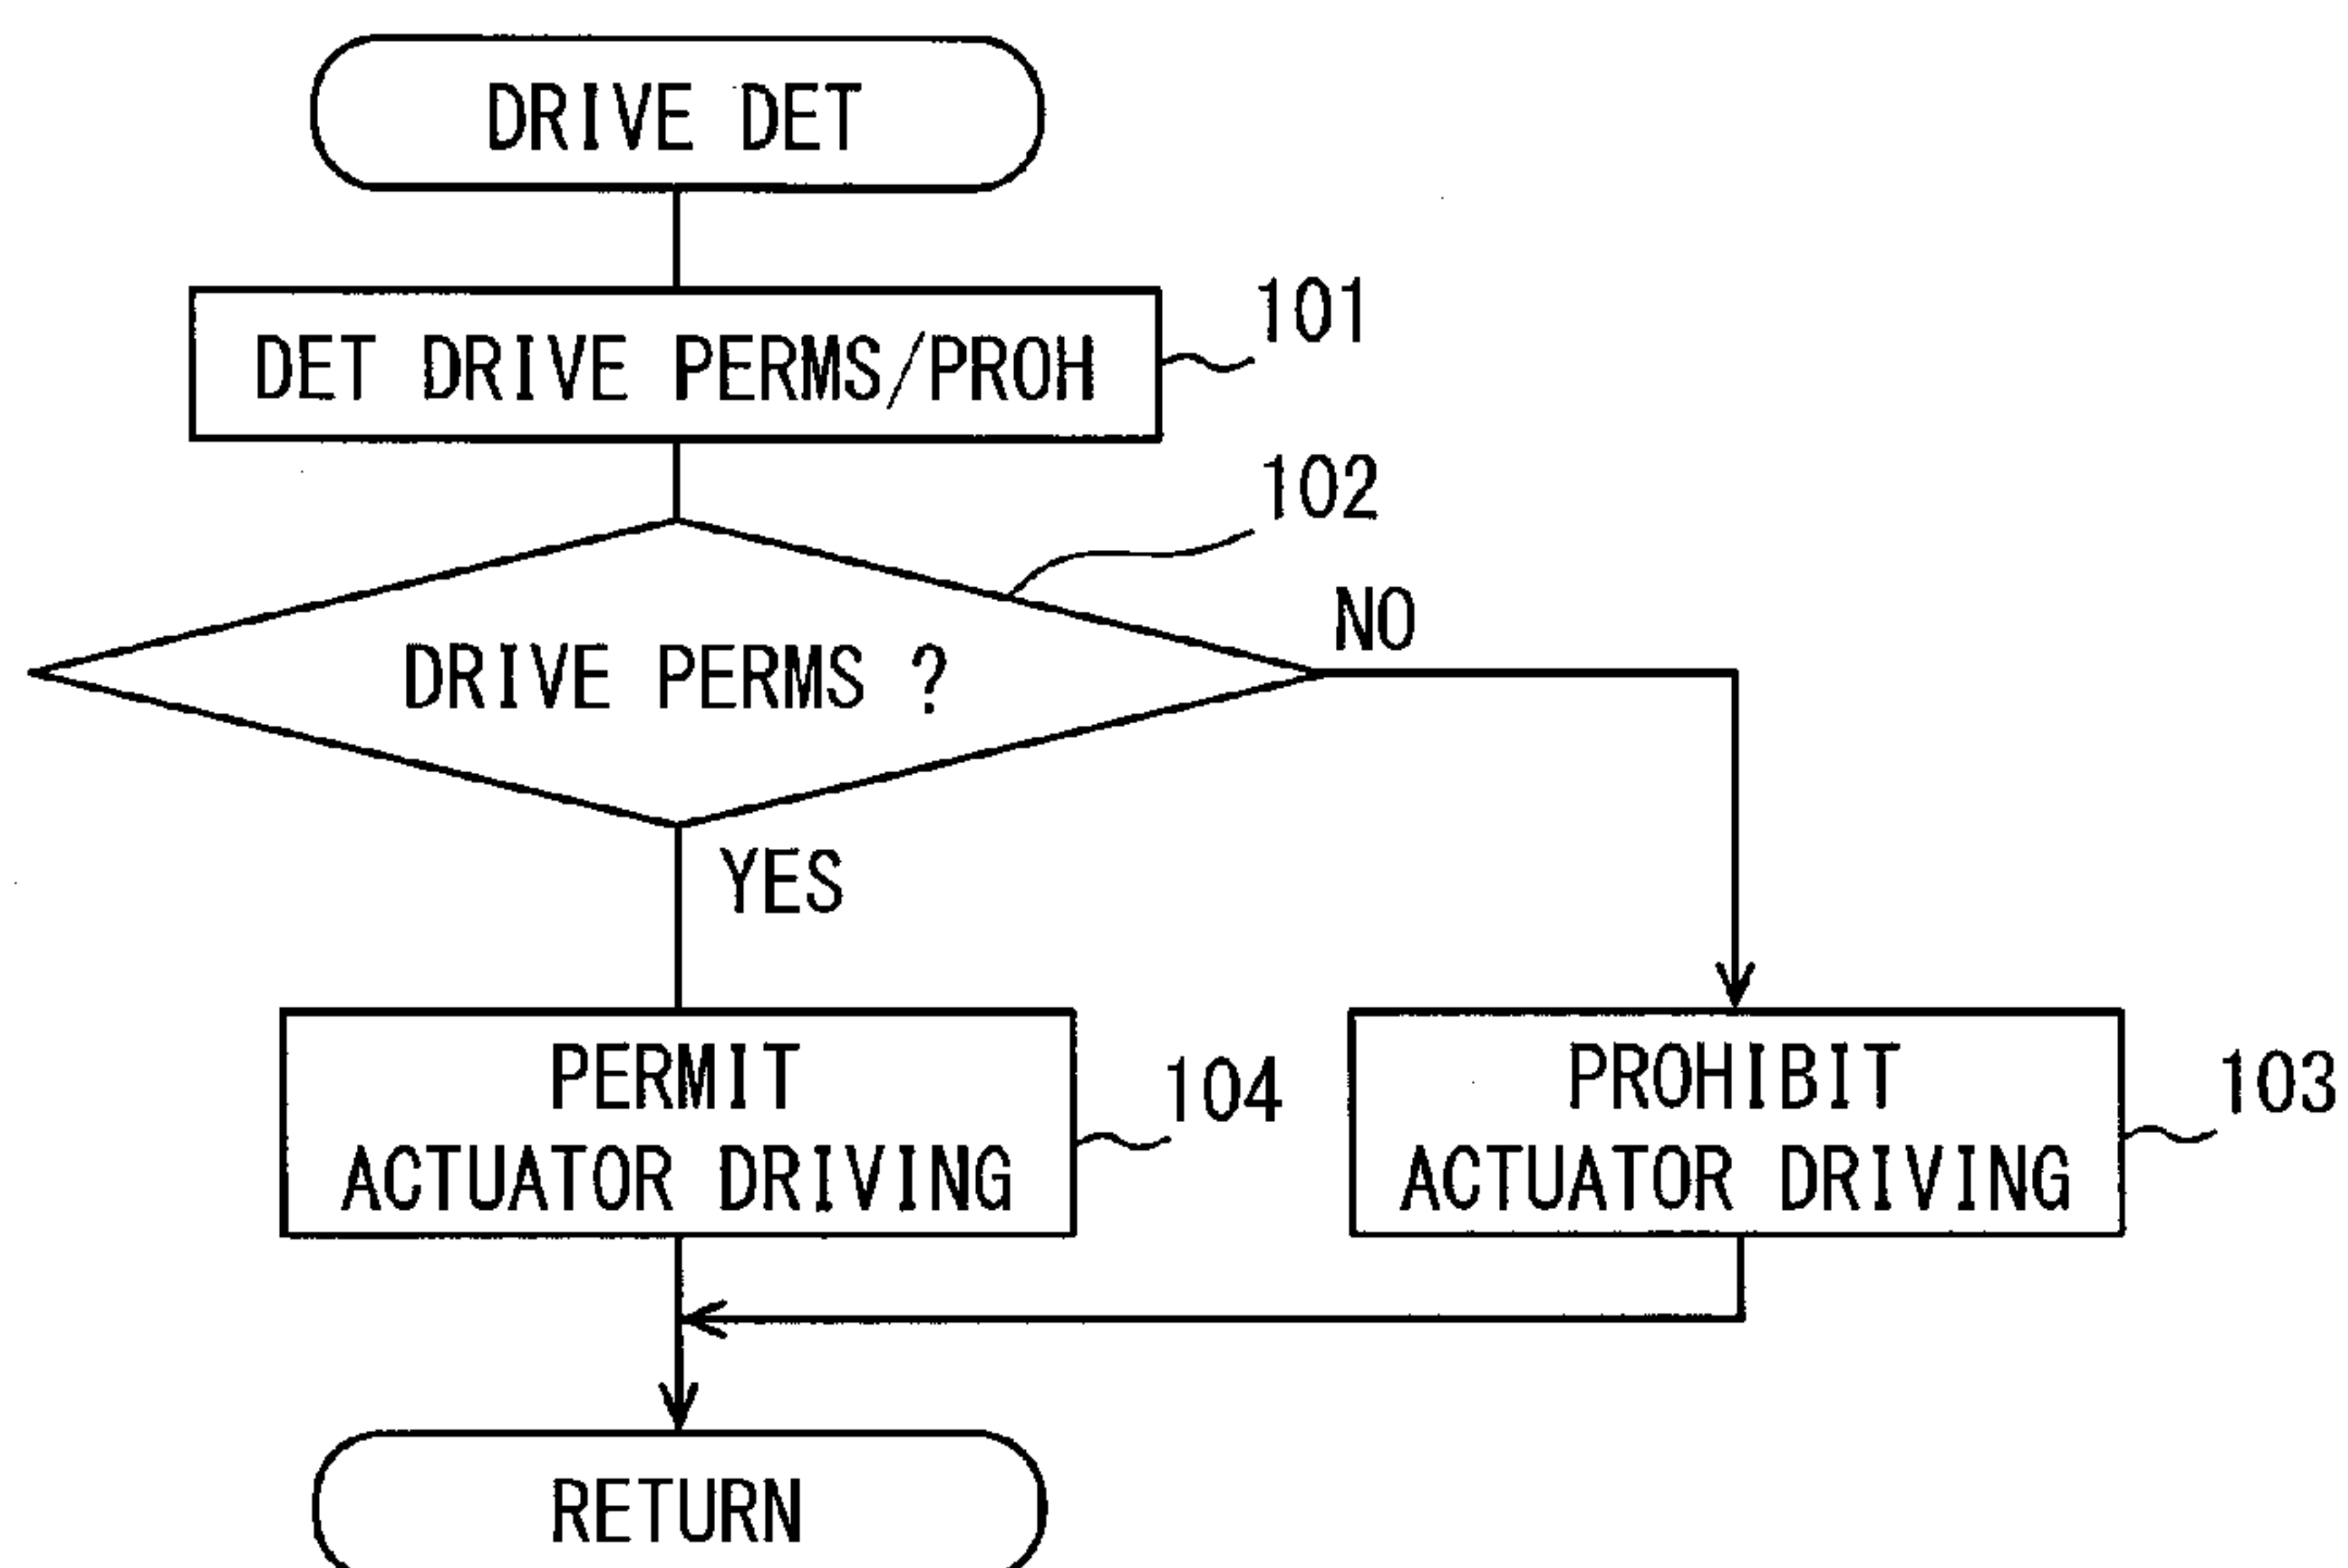 DRIVE DET
DET DRIVE PERMS/PROH
101
102
DRIVE PERMS ?
NO
YES
PERMIT
ACTUATOR DRIVING
104
PROHIBIT
ACTUATOR DRIVING
103
RETURN